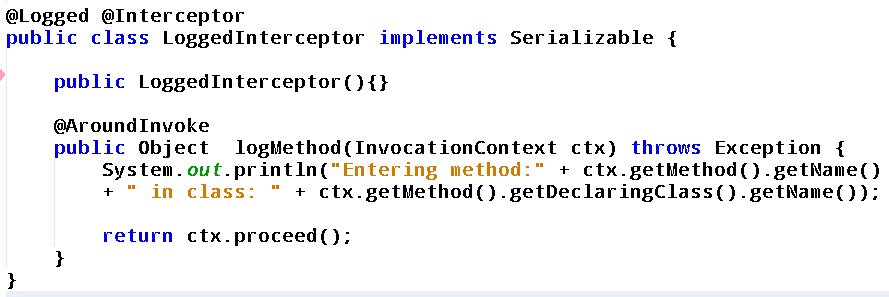 @Logged @Interceptor
public class LoggedInterceptor implements Serializable {
public LoggedInterceptor(){}
@AroundInvoke
public Object  logMethod(InvocationContext ctx) throws Exception {
System.out.println("Entering method:" + ctx.getMethod().getName()
+ " in class: " + ctx.getMethod().getDeclaringClass().getName());
return ctx.proceed();
}
}